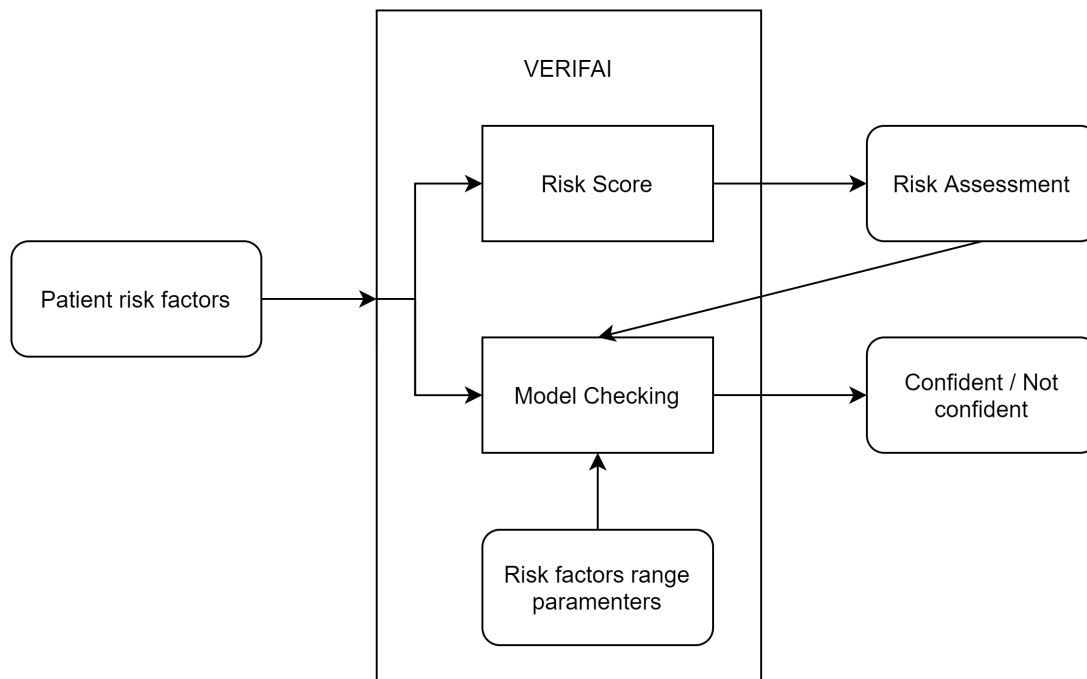 VERIFAI
Risk Score
Risk Assessment
Patient risk factors
Model Checking
Confident / Not
confident
Risk factors range
paramenters